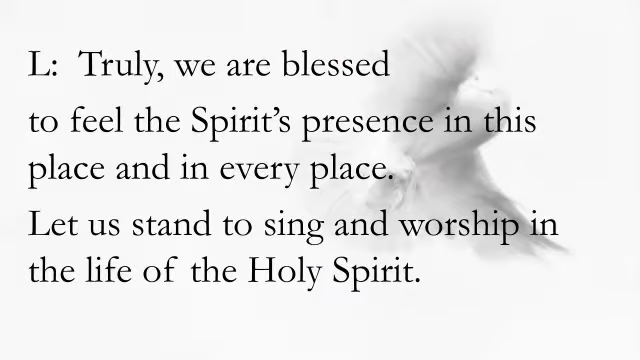 L: Truly, we are blessed
to feel the Spirit's presence in this
place and in every place.
Let us stand to sing and worship in
the life of the Holy Spirit.